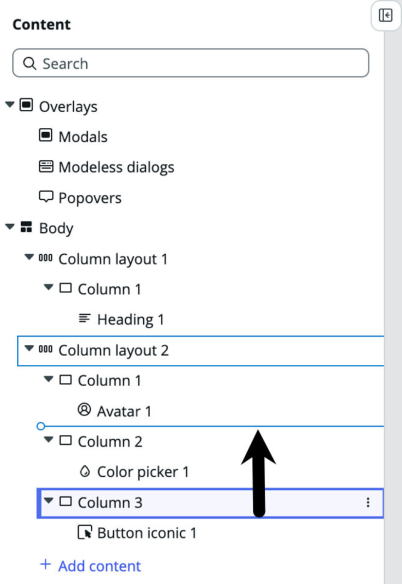 Content
Search
Overlays
Modals
Modeless dialogs
Popovers
Body
Column layout 1
Column 1
Heading 1
Column layout 2
Column 1
Avatar 1
Column 2
Color picker 1
Column 3
Button iconic 1
+ Add content